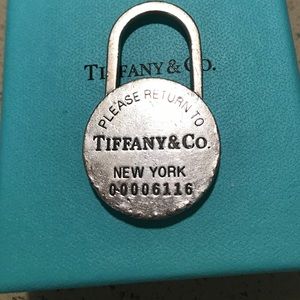 TIFFANY & CO.
PLEASE RETURN TO
TIFFANY & CO.
NEW YORK
00006116